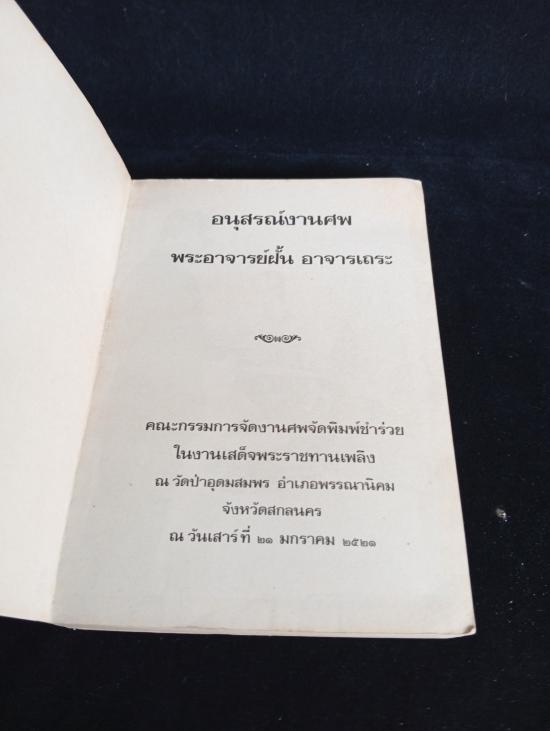 อนุสรณ์งานศพ
พระอาจารย์ฝั้น อาจารเถระ
คณะกรรมการจัดงานศพจัดพิมพ์ชำร่วย
ในงานเสด็จพระราชทานเพลิง
ณ วัดป่าอุดมสมพร อำเภอพรรณานิคม
จังหวัดสกลนคร
ณ วันเสาร์ที่ ๒๑ มกราคม ๒๕๒๑